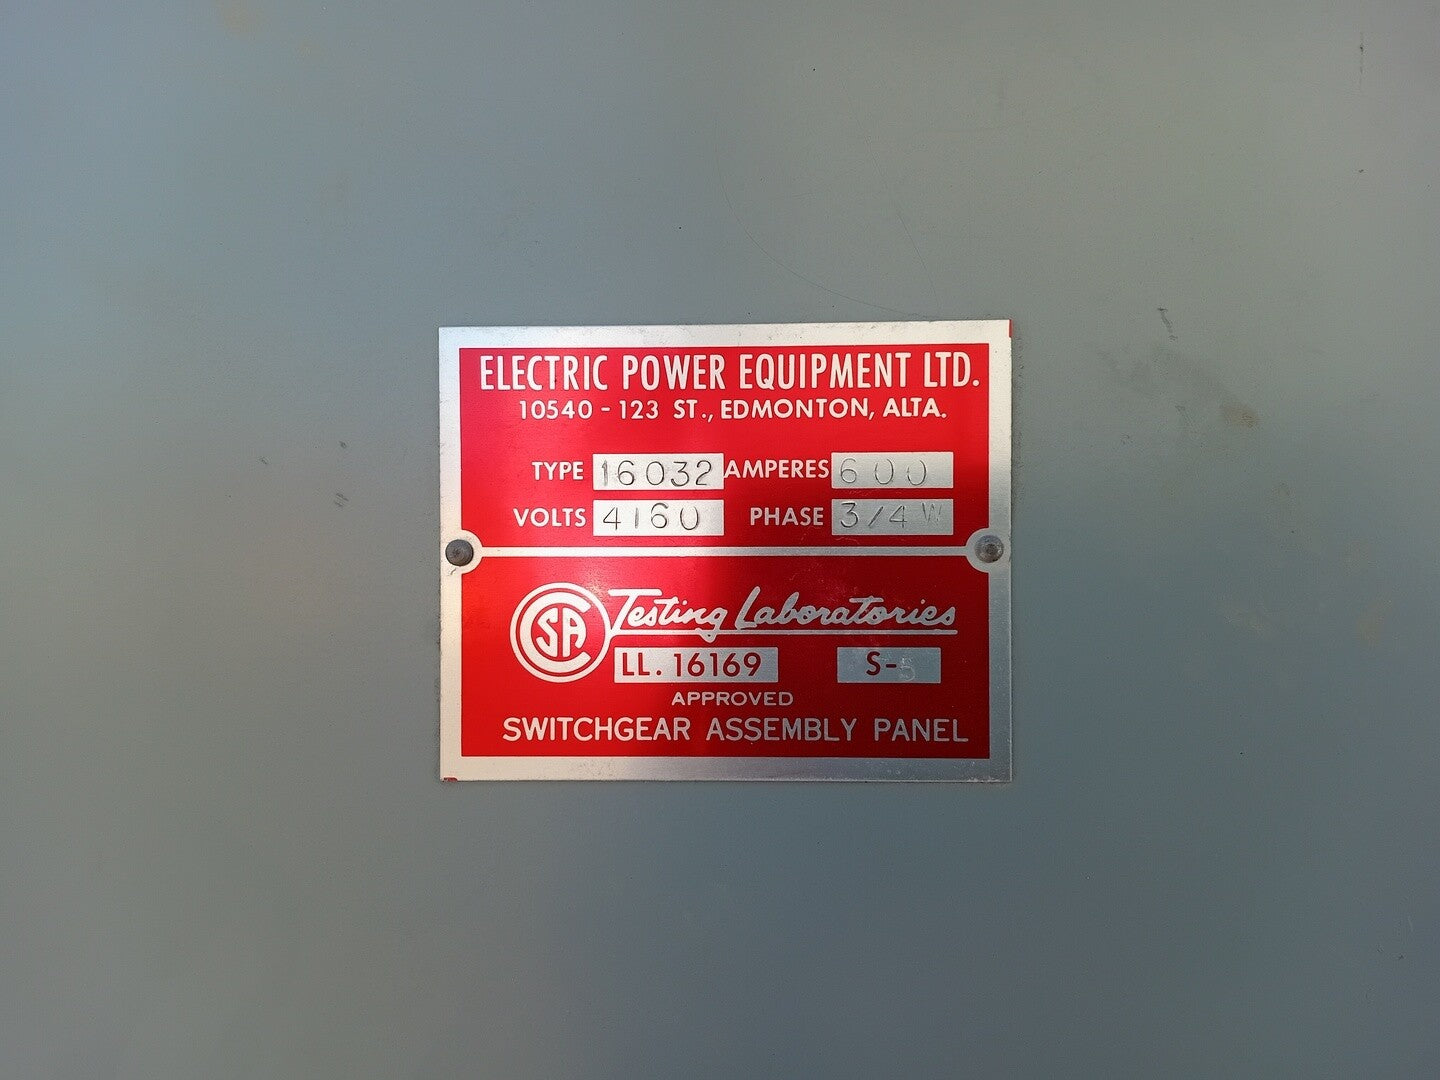 ELECTRIC POWER EQUIPMENT LTD.
10540 - 123 ST., EDMONTON, ALTA.
TYPE 16032 AMPERES 600
VOLTS 4160 PHASE 3/4 W
CSA Testing Laboratories
LL. 16169 S-5
APPROVED
SWITCHGEAR ASSEMBLY PANEL